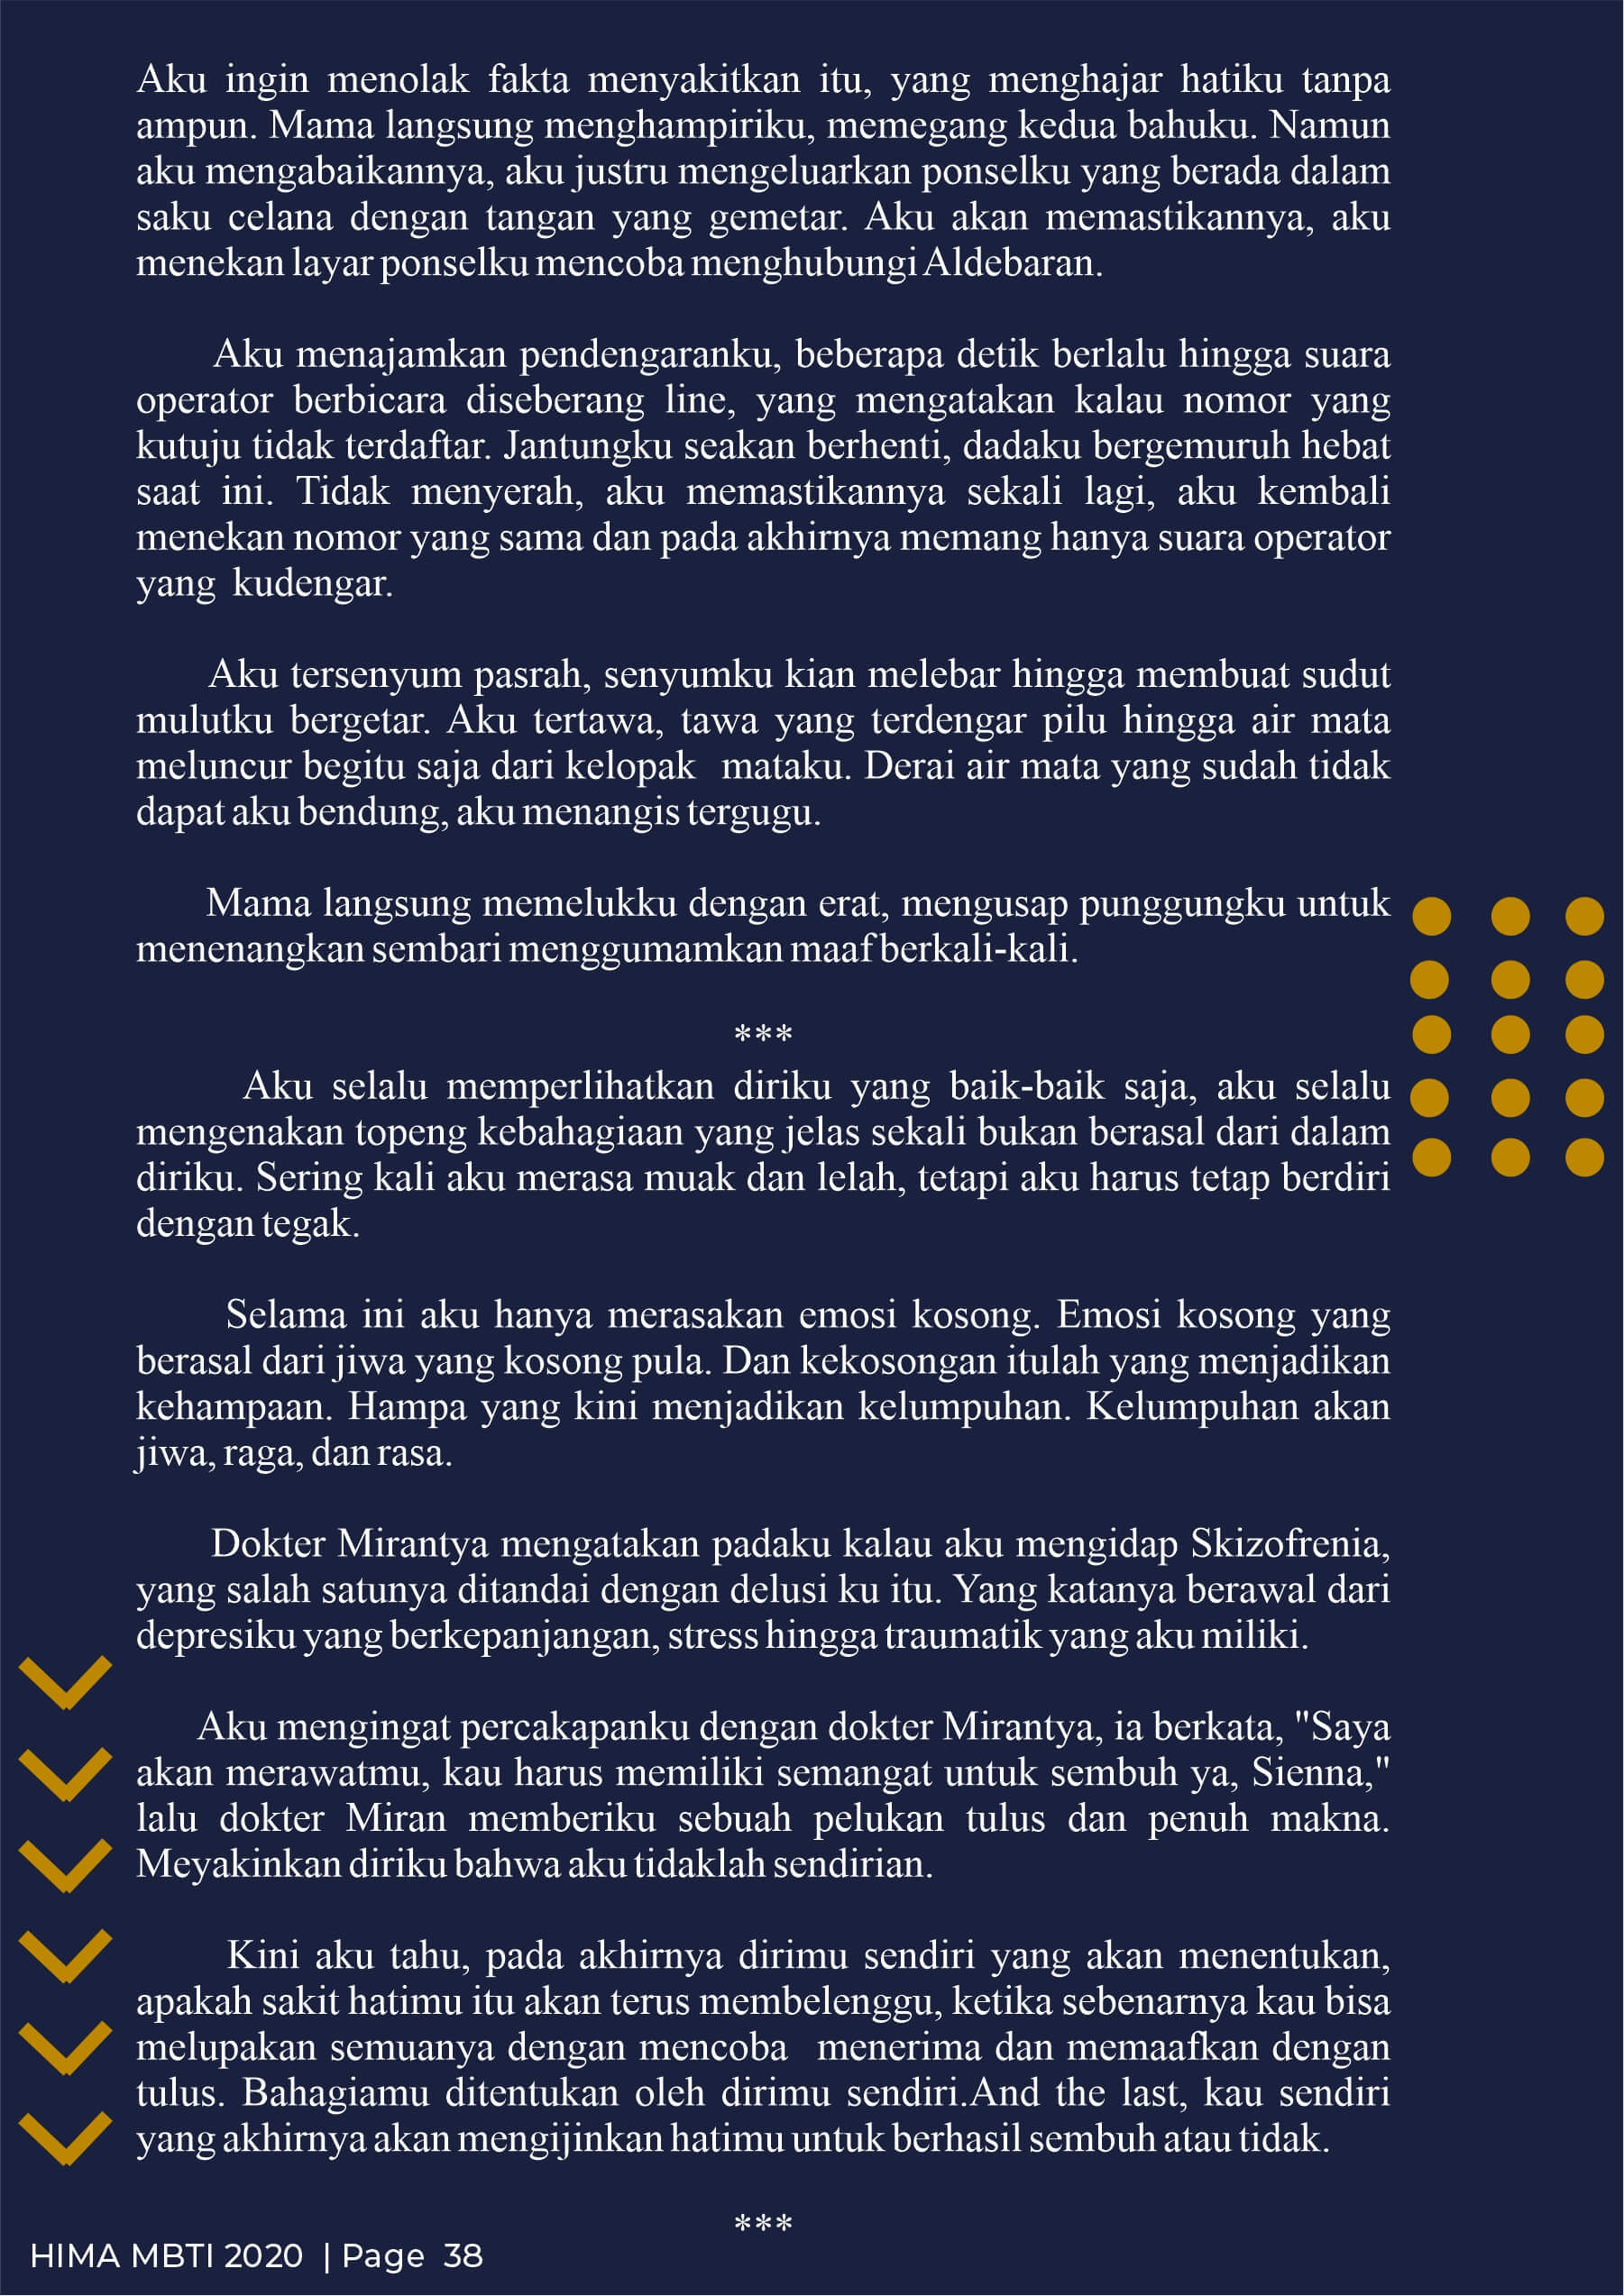 Aku ingin menolak fakta menyakitkan itu, yang menghajar hatiku tanpa
ampun. Mama langsung menghampiriku, memegang kedua bahuku. Namun
aku mengabaikannya, aku justru mengeluarkan ponselku yang berada dalam
saku celana dengan tangan yang gemetar. Aku akan memastikannya, aku
menekan layar ponselku mencoba menghubungi Aldebaran.
Aku menajamkan pendengaranku, beberapa detik berlalu hingga suara
operator berbicara diseberang line, yang mengatakan kalau nomor yang
kutuju tidak terdaftar. Jantungku seakan berhenti, dadaku bergemuruh hebat
saat ini. Tidak menyerah, aku memastikannya sekali lagi, aku kembali
menekan nomor yang sama dan pada akhirnya memang hanya suara operator
yang kudengar.
Aku tersenyum pasrah, senyumku kian melebar hingga membuat sudut
mulutku bergetar. Aku tertawa, tawa yang terdengar pilu hingga air mata
meluncur begitu saja dari kelopak mataku. Derai air mata yang sudah tidak
dapat aku bendung, aku menangis tergugu.
Mama langsung memelukku dengan erat, mengusap punggungku untuk
menenangkan sembari menggumamkan maaf berkali-kali.
***
Aku selalu memperlihatkan diriku yang baik-baik saja, aku selalu
mengenakan topeng kebahagiaan yang jelas sekali bukan berasal dari dalam
diriku. Sering kali aku merasa muak dan lelah, tetapi aku harus tetap berdiri
dengan tegak.
Selama ini aku hanya merasakan emosi kosong. Emosi kosong yang
berasal dari jiwa yang kosong pula. Dan kekosongan itulah yang menjadikan
kehampaan. Hampa yang kini menjadikan kelumpuhan. Kelumpuhan akan
jiwa, raga, dan rasa.
Dokter Mirantya mengatakan padaku kalau aku mengidap Skizofrenia,
yang salah satunya ditandai dengan delusi ku itu. Yang katanya berawal dari
depresiku yang berkepanjangan, stress hingga traumatik yang aku miliki.
Aku mengingat percakapanku dengan dokter Mirantya, ia berkata, "Saya
akan merawatmu, kau harus memiliki semangat untuk sembuh ya, Sienna,"
lalu dokter Miran memberiku sebuah pelukan tulus dan penuh makna.
Meyakinkan diriku bahwa aku tidaklah sendirian.
Kini aku tahu, pada akhirnya dirimu sendiri yang akan menentukan,
apakah sakit hatimu itu akan terus membelenggu, ketika sebenarnya kau bisa
melupakan semuanya dengan mencoba menerima dan memaafkan dengan
tulus. Bahagiamu ditentukan oleh dirimu sendiri.And the last, kau sendiri
yang akhirnya akan mengijinkan hatimu untuk berhasil sembuh atau tidak.
***
HIMA MBTI 2020 | Page 38